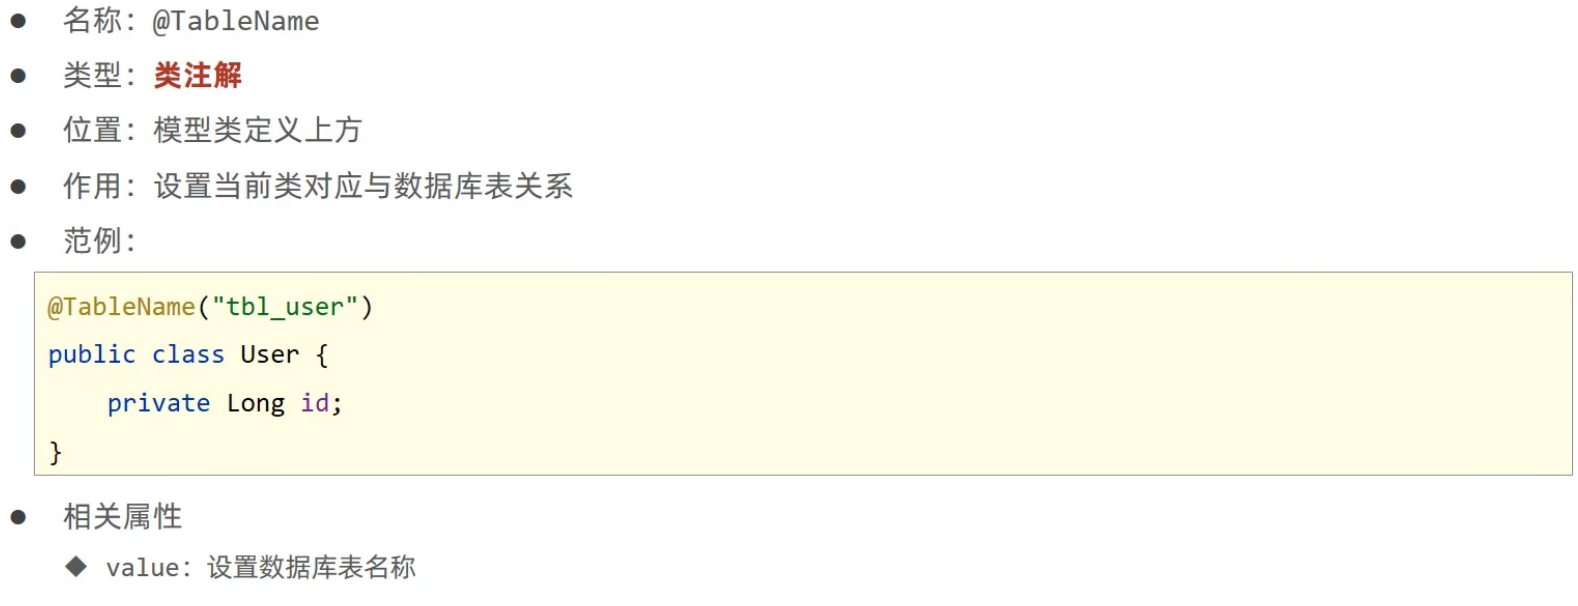 ● 名称：@TableName
● 类型：类注解
● 位置：模型类定义上方
● 作用：设置当前类对应与数据库表关系
● 范例：
@TableName("tbl_user")
public class User {
    private Long id;
}
● 相关属性
◆ value：设置数据库表名称